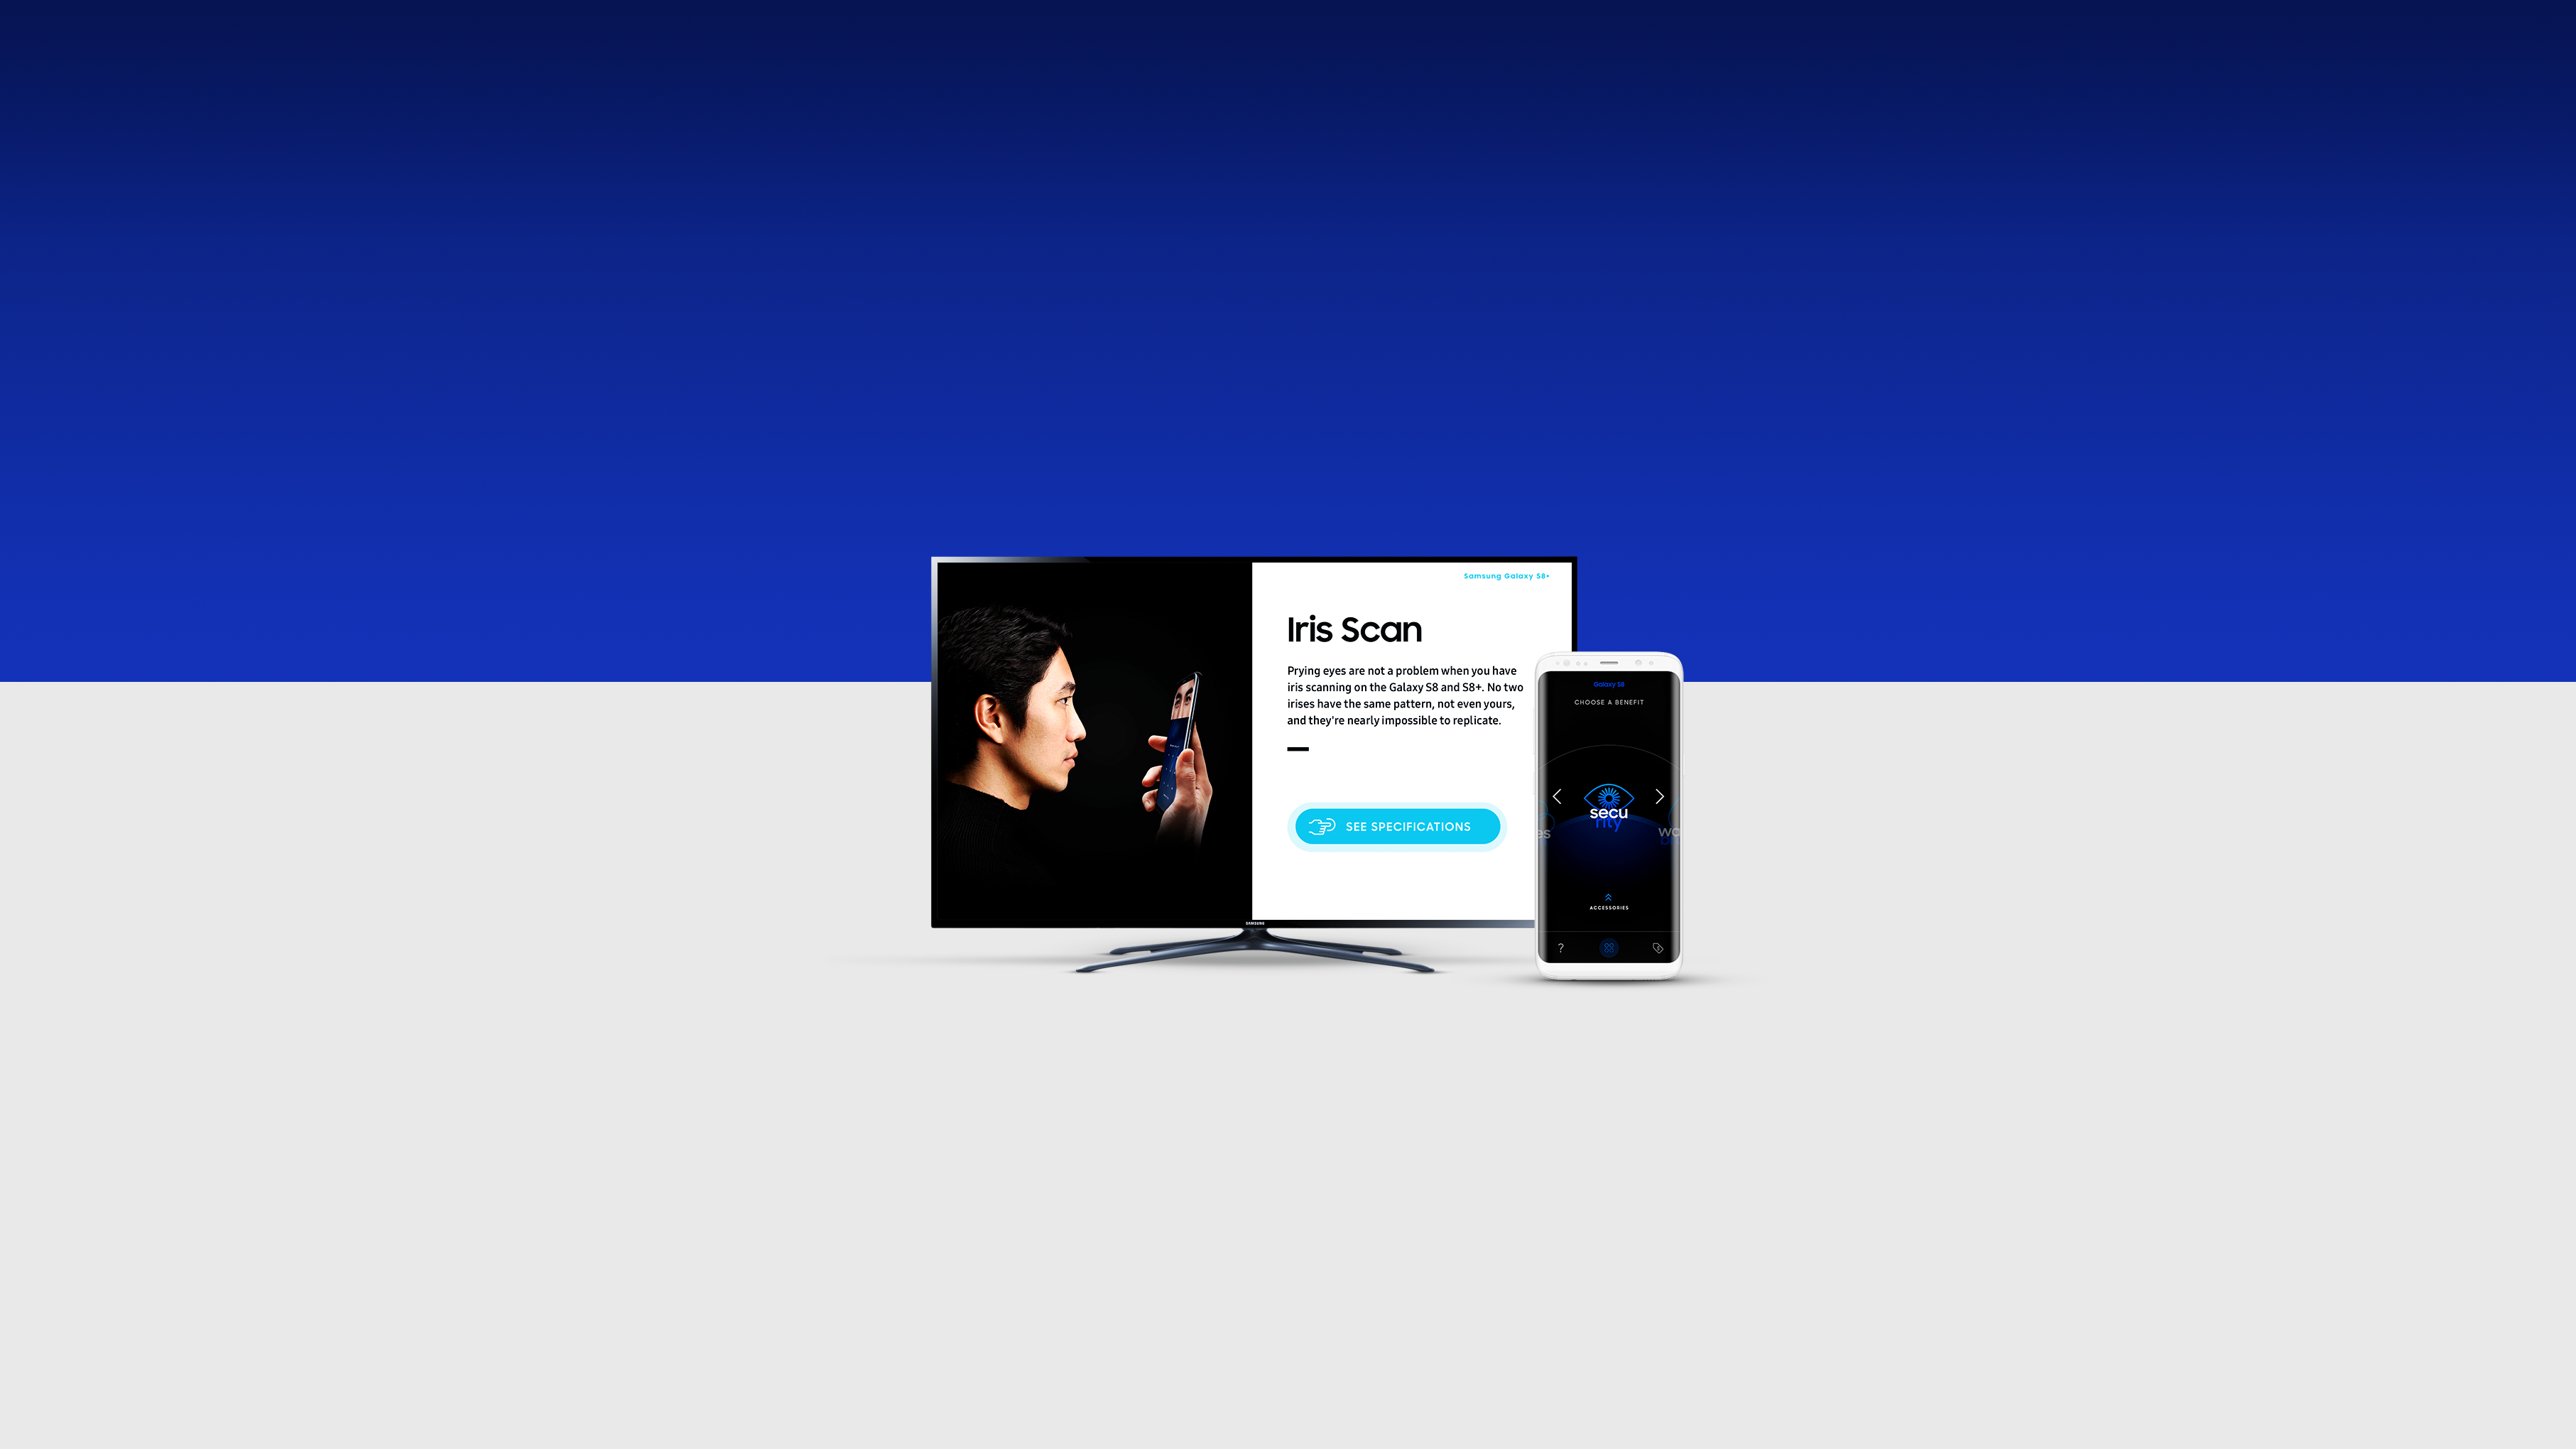 Samsung Galaxy S8+
Iris Scan
Prying eyes are not a problem when you have
iris scanning on the Galaxy S8 and S8+. No two
irises have the same pattern, not even yours,
and they're nearly impossible to replicate.
SEE SPECIFICATIONS
SAMSUNG
Galaxy S8
CHOOSE A BENEFIT
secu
rity
es
wo
ACCESSORIES
?